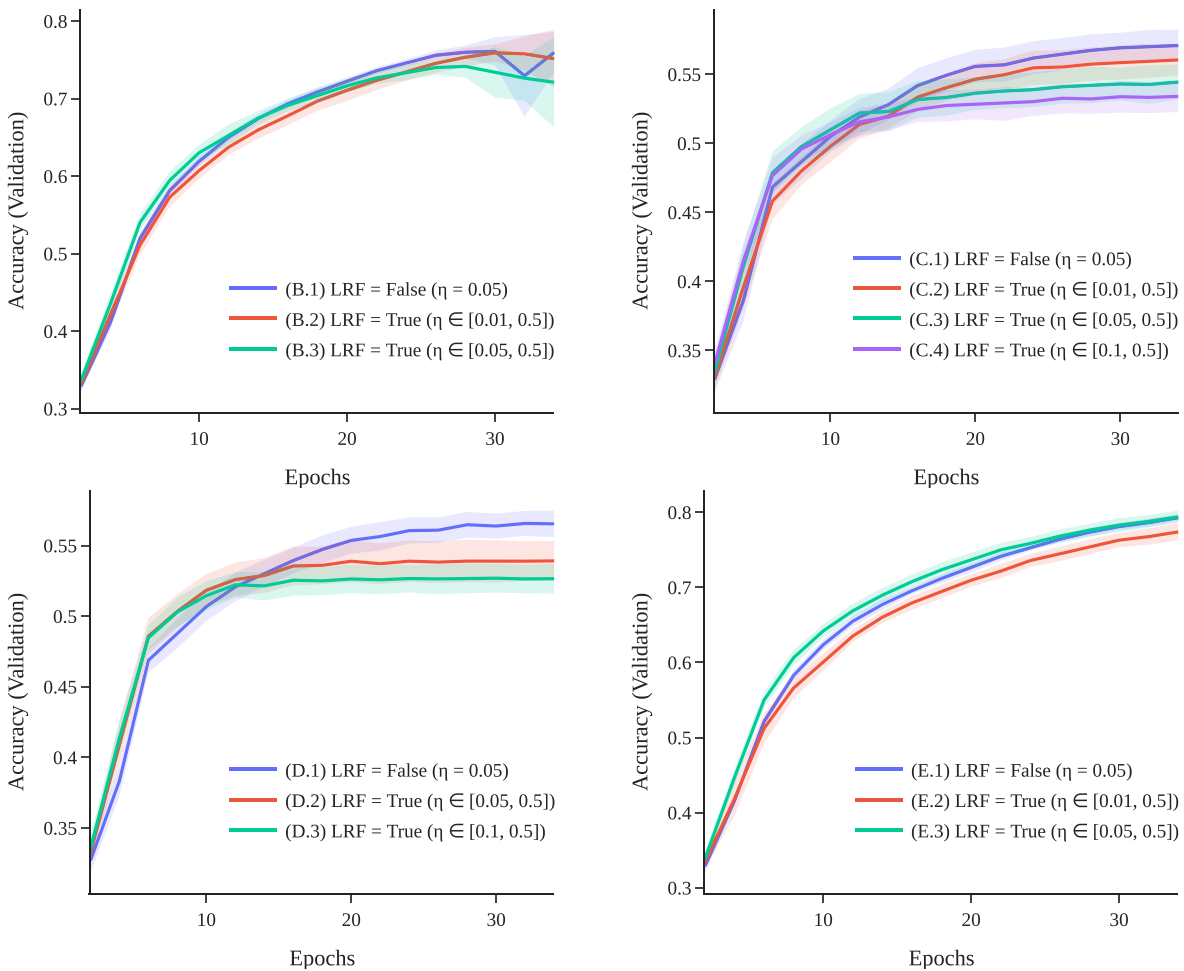 0.8
0.7
0.6
0.5
0.4
0.3
Accuracy (Validation)
(B.1) LRF = False (η = 0.05)
(B.2) LRF = True (η ∈ [0.01, 0.5])
(B.3) LRF = True (η ∈ [0.05, 0.5])
10 20 30
Epochs
0.55
0.5
0.45
0.4
0.35
Accuracy (Validation)
(C.1) LRF = False (η = 0.05)
(C.2) LRF = True (η ∈ [0.01, 0.5])
(C.3) LRF = True (η ∈ [0.05, 0.5])
(C.4) LRF = True (η ∈ [0.1, 0.5])
10 20 30
Epochs
0.55
0.5
0.45
0.4
0.35
Accuracy (Validation)
(D.1) LRF = False (η = 0.05)
(D.2) LRF = True (η ∈ [0.05, 0.5])
(D.3) LRF = True (η ∈ [0.1, 0.5])
10 20 30
Epochs
0.8
0.7
0.6
0.5
0.4
0.3
Accuracy (Validation)
(E.1) LRF = False (η = 0.05)
(E.2) LRF = True (η ∈ [0.01, 0.5])
(E.3) LRF = True (η ∈ [0.05, 0.5])
10 20 30
Epochs